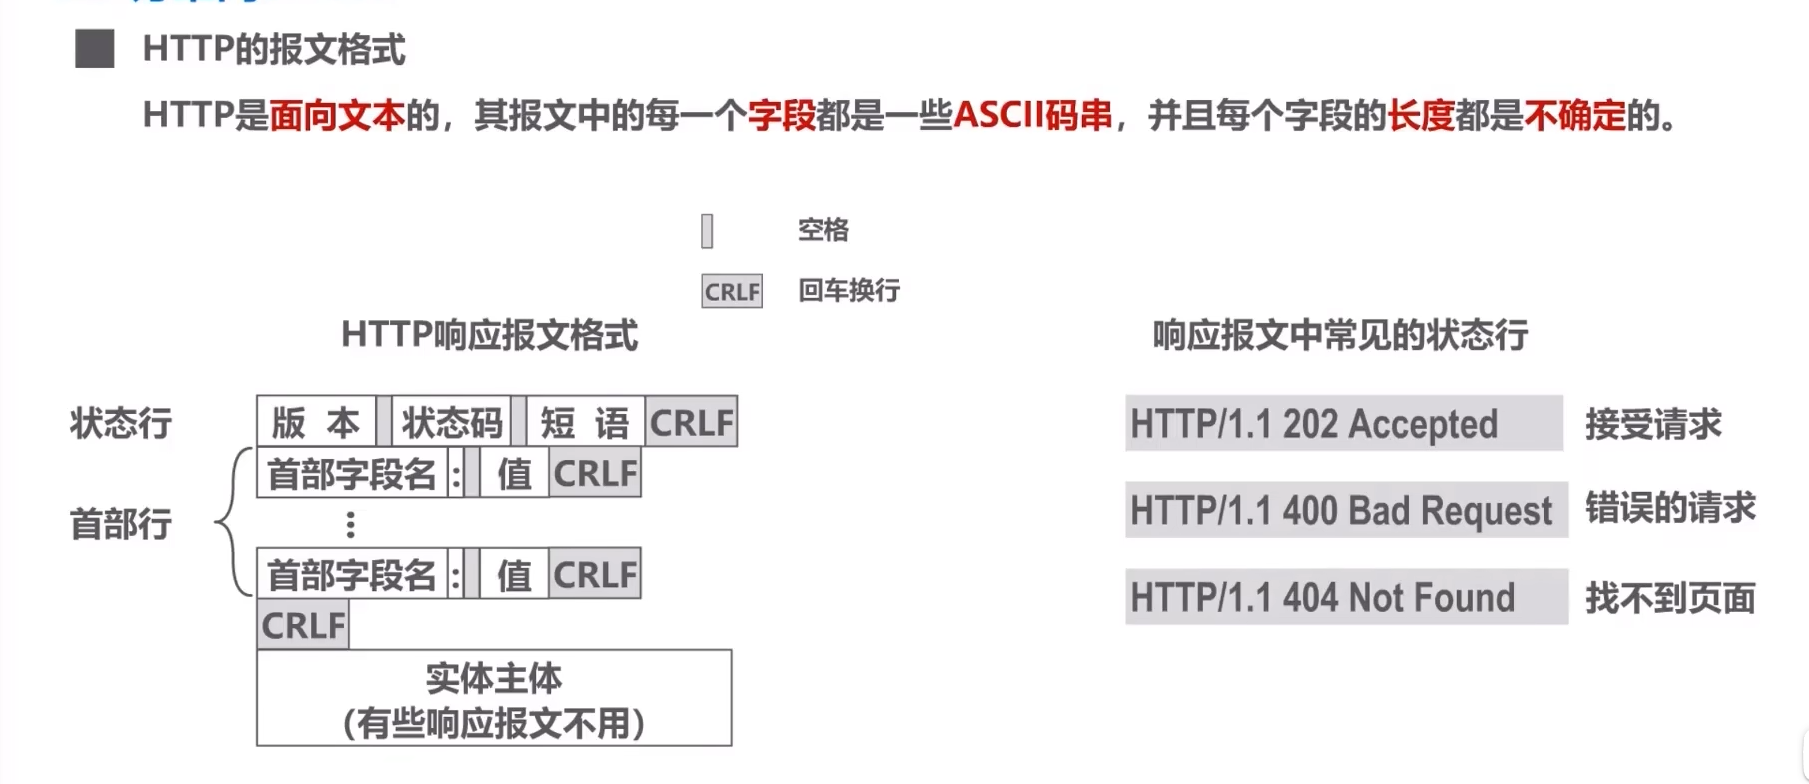 HTTP的报文格式
HTTP是面向文本的，其报文中的每一个字段都是一些ASCII码串，并且每个字段的长度都是不确定的。
空格
CRLF 回车换行
HTTP响应报文格式
状态行 版 本 状态码 短 语 CRLF
首部字段名 : 值 CRLF
首部行
首部字段名 : 值 CRLF
CRLF
实体主体
（有些响应报文不用）
响应报文中常见的状态行
HTTP/1.1 202 Accepted 接受请求
HTTP/1.1 400 Bad Request 错误的请求
HTTP/1.1 404 Not Found 找不到页面